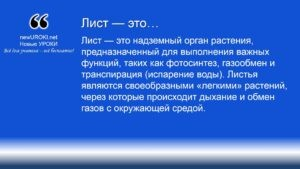 Лист — это…
newUROKI.net
Новые УРОКИ
Всё для учителя – всё бесплатно!
Лист — это надземный орган растения,
предназначенный для выполнения важных
функций, таких как фотосинтез, газообмен и
транспирация (испарение воды). Листья
являются своеобразными «легкими» растений,
через которые происходит дыхание и обмен
газов с окружающей средой.